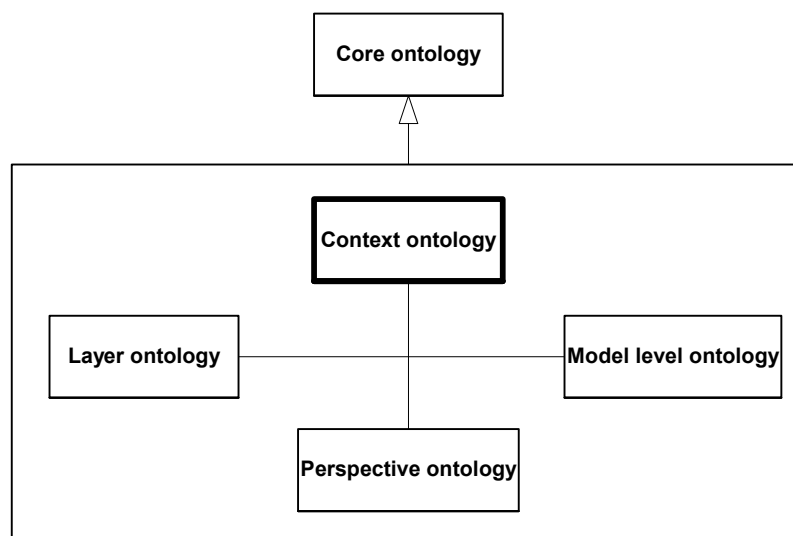 Core ontology
Context ontology
Layer ontology
Model level ontology
Perspective ontology